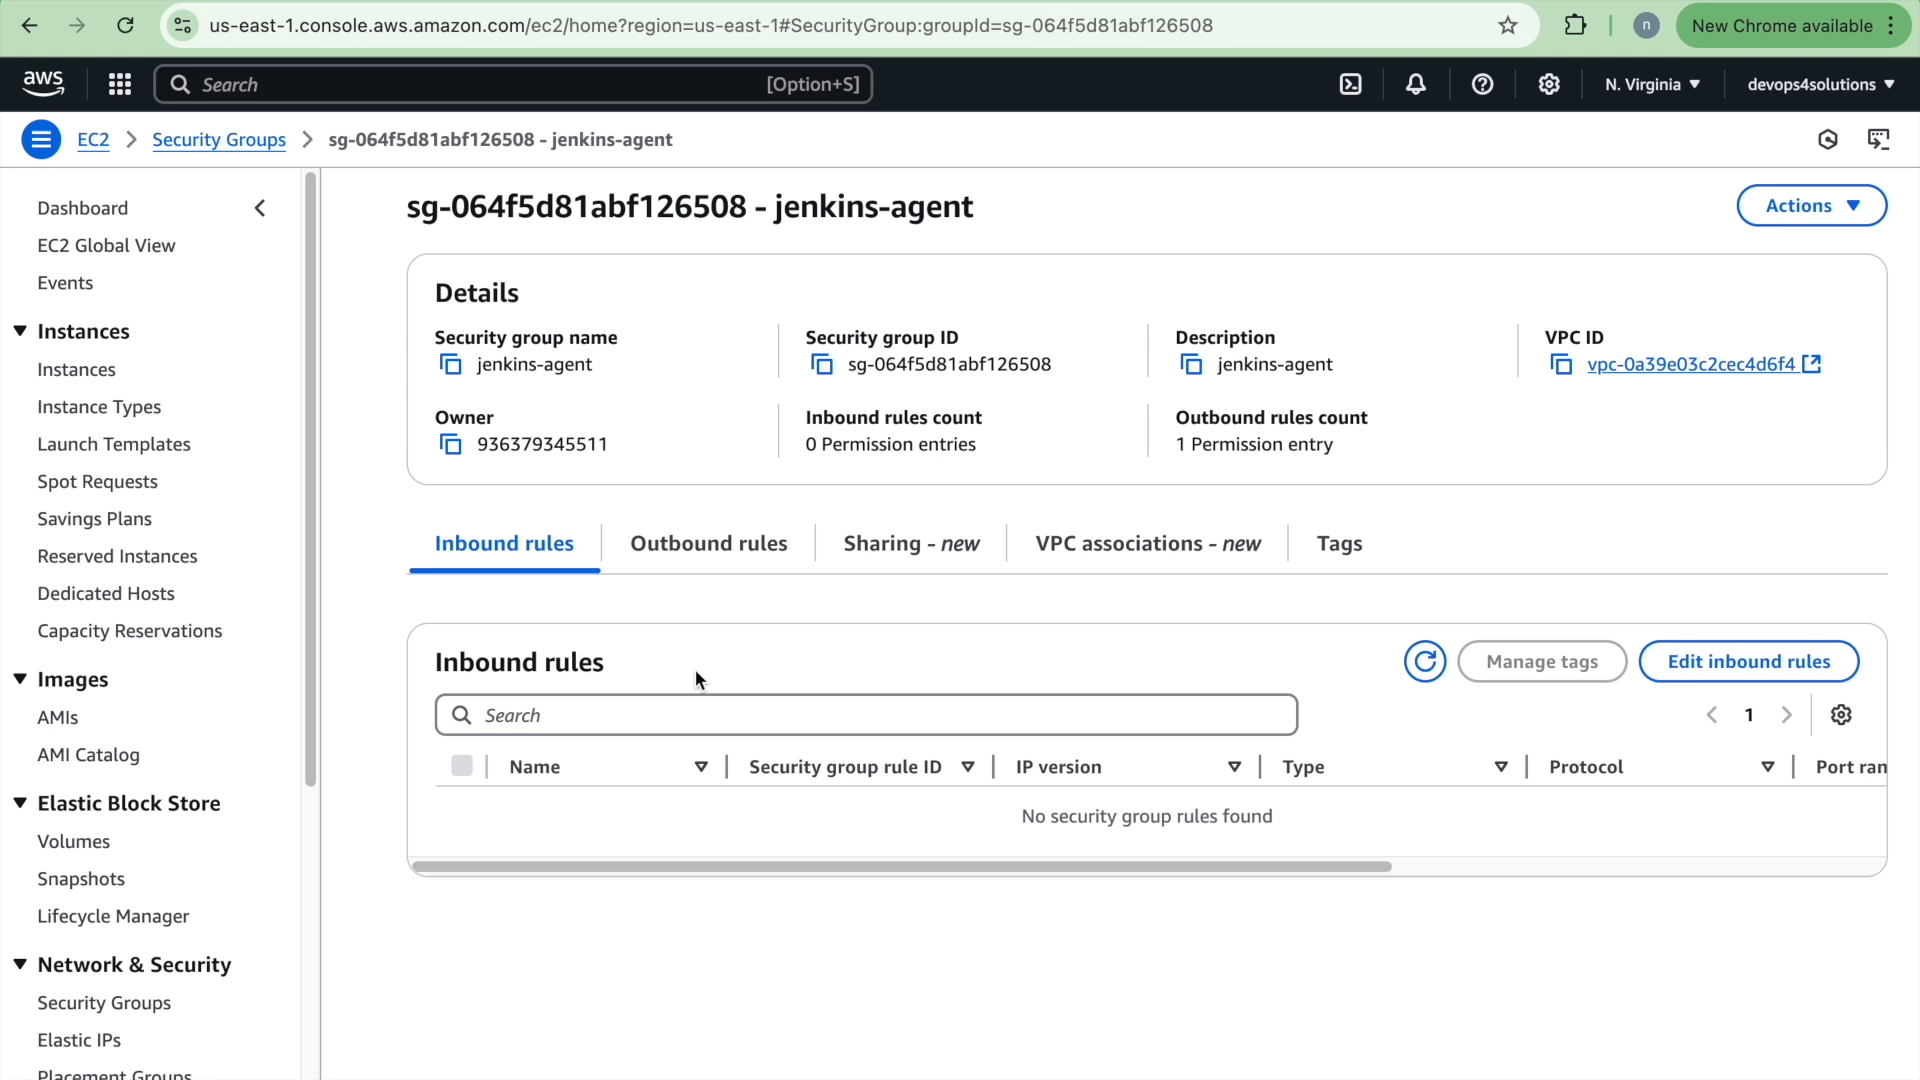 us-east-1.console.aws.amazon.com/ec2/home?region=us-east-1#SecurityGroup:groupId=sg-064f5d81abf126508
n
New Chrome available
aws
Search
[Option+S]
N. Virginia
devops4solutions
EC2
Security Groups
sg-064f5d81abf126508 - jenkins-agent
Dashboard
EC2 Global View
Events
Instances
Instances
Instance Types
Launch Templates
Spot Requests
Savings Plans
Reserved Instances
Dedicated Hosts
Capacity Reservations
Images
AMIs
AMI Catalog
Elastic Block Store
Volumes
Snapshots
Lifecycle Manager
Network & Security
Security Groups
Elastic IPs
Placement Groups
sg-064f5d81abf126508 - jenkins-agent
Actions
Details
Security group name
jenkins-agent
Security group ID
sg-064f5d81abf126508
Description
jenkins-agent
VPC ID
vpc-0a39e03c2cec4d6f4
Owner
936379345511
Inbound rules count
0 Permission entries
Outbound rules count
1 Permission entry
Inbound rules
Outbound rules
Sharing - new
VPC associations - new
Tags
Inbound rules
Manage tags
Edit inbound rules
Search
1
Name
Security group rule ID
IP version
Type
Protocol
Port ran
No security group rules found